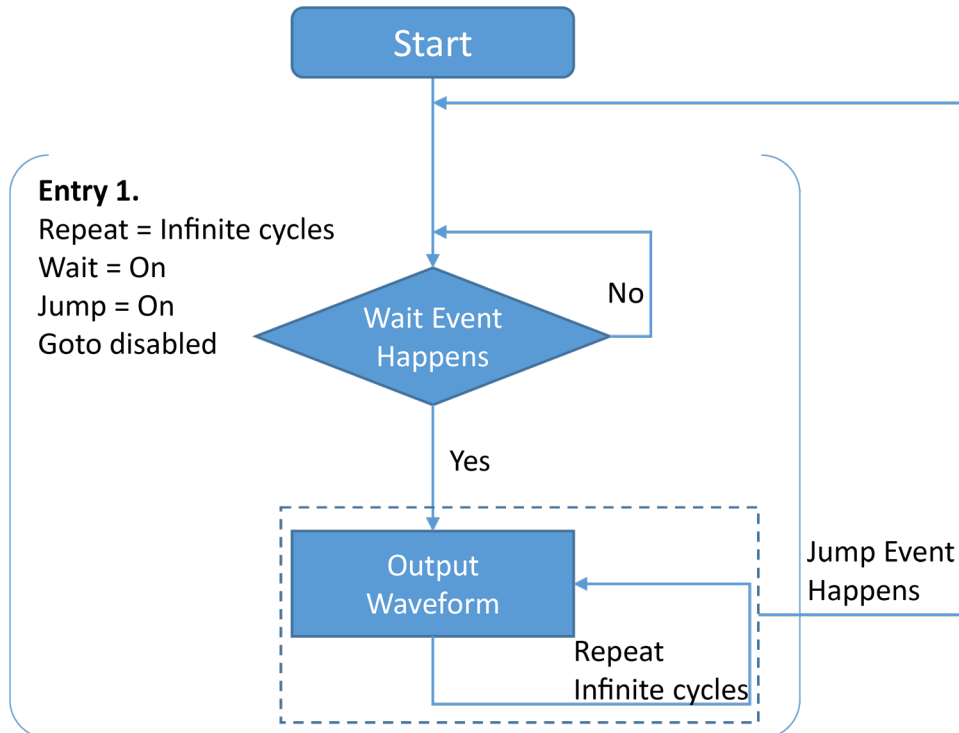 Start
Entry 1.
Repeat = Infinite cycles
Wait = On
Jump = On
Goto disabled
No
Wait Event
Happens
Yes
Output
Waveform
Jump Event
Happens
Repeat
Infinite cycles